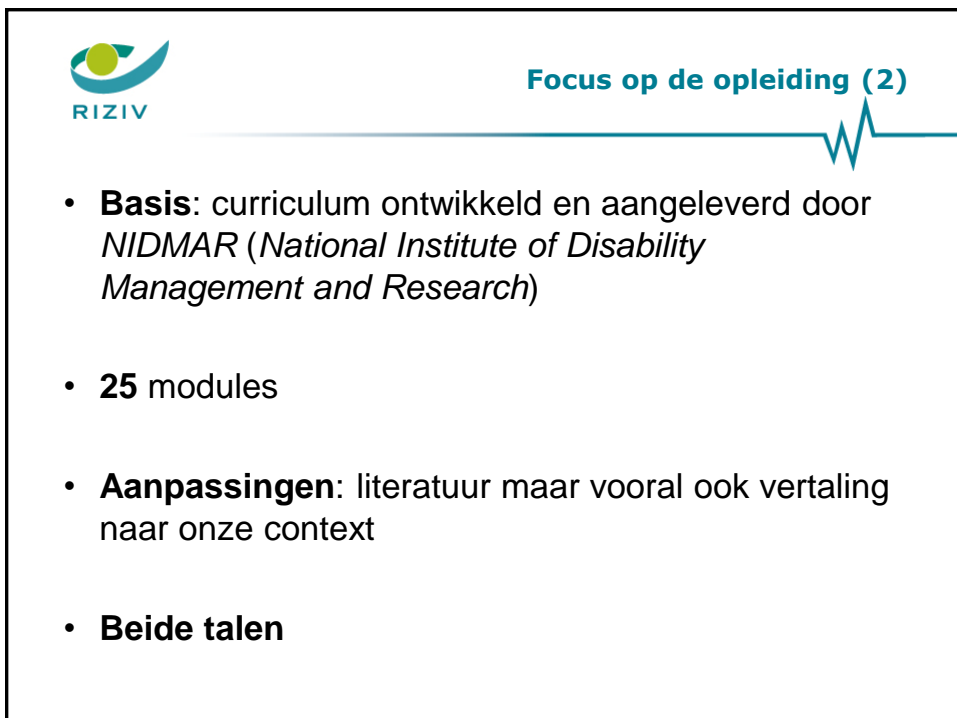 RIZIV
Focus op de opleiding (2)
• Basis: curriculum ontwikkeld en aangeleverd door
NIDMAR (National Institute of Disability
Management and Research)
• 25 modules
• Aanpassingen: literatuur maar vooral ook vertaling
naar onze context
• Beide talen